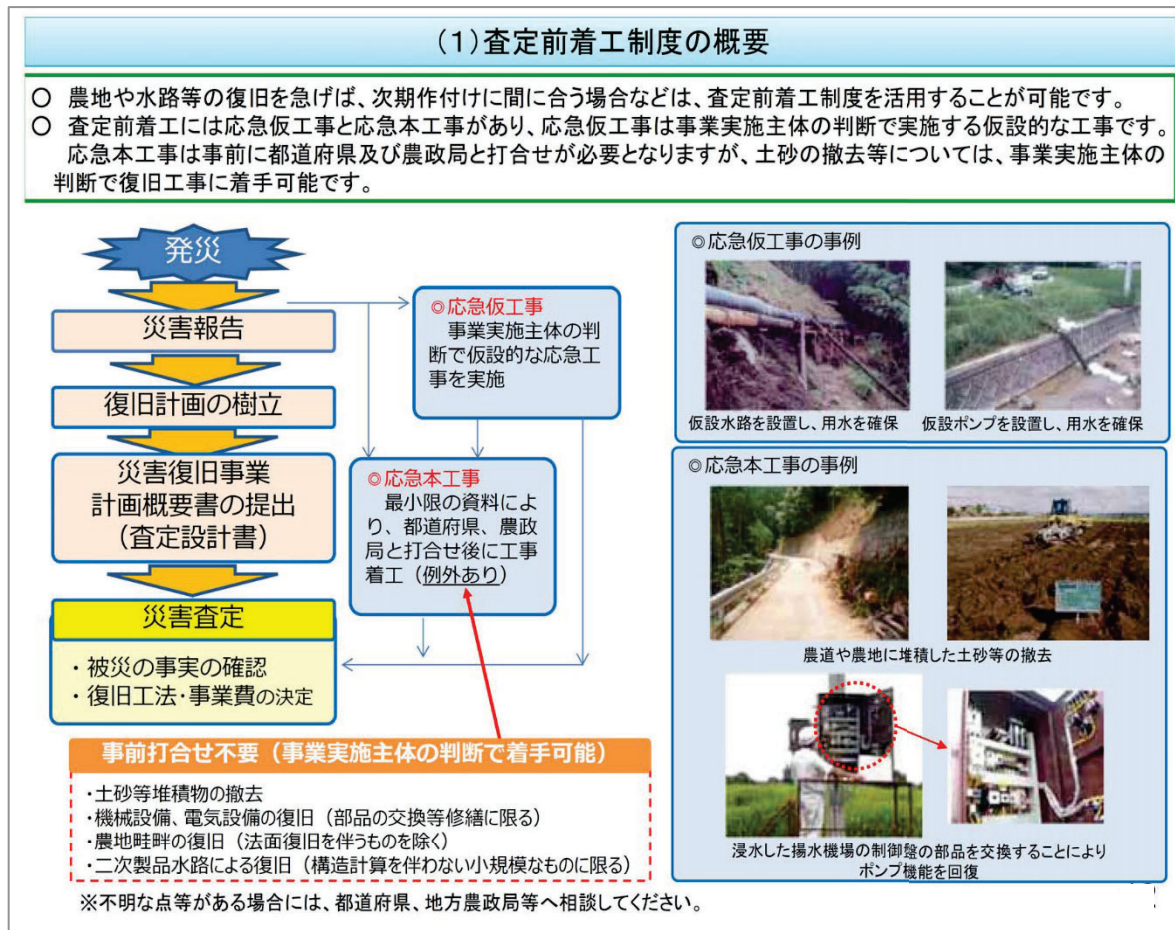 （1）査定前着工制度の概要
○ 農地や水路等の復旧を急げば、次期作付けに間に合う場合などは、査定前着工制度を活用することが可能です。
○ 査定前着工には応急仮工事と応急本工事があり、応急仮工事は事業実施主体の判断で実施する仮設的な工事です。
応急本工事は事前に都道府県及び農政局と打合せが必要となりますが、土砂の撤去等については、事業実施主体の
判断で復旧工事に着手可能です。
発災
災害報告
復旧計画の樹立
災害復旧事業
計画概要書の提出
（査定設計書）
災害査定
・被災の事実の確認
・復旧工法・事業費の決定
◎応急仮工事
事業実施主体の判
断で仮設的な応急工
事を実施
◎応急本工事
最小限の資料によ
り、都道府県、農政
局と打合せ後に工事
着工（例外あり）
事前打合せ不要（事業実施主体の判断で着手可能）
・土砂等堆積物の撤去
・機械設備、電気設備の復旧（部品の交換等修繕に限る）
・農地畦畔の復旧（法面復旧を伴うものを除く）
・二次製品水路による復旧（構造計算を伴わない小規模なものに限る）
※不明な点等がある場合には、都道府県、地方農政局等へ相談してください。
◎応急仮工事の事例
仮設水路を設置し、用水を確保
仮設ポンプを設置し、用水を確保
◎応急本工事の事例
農道や農地に堆積した土砂等の撤去
浸水した揚水機場の制御盤の部品を交換することにより
ポンプ機能を回復